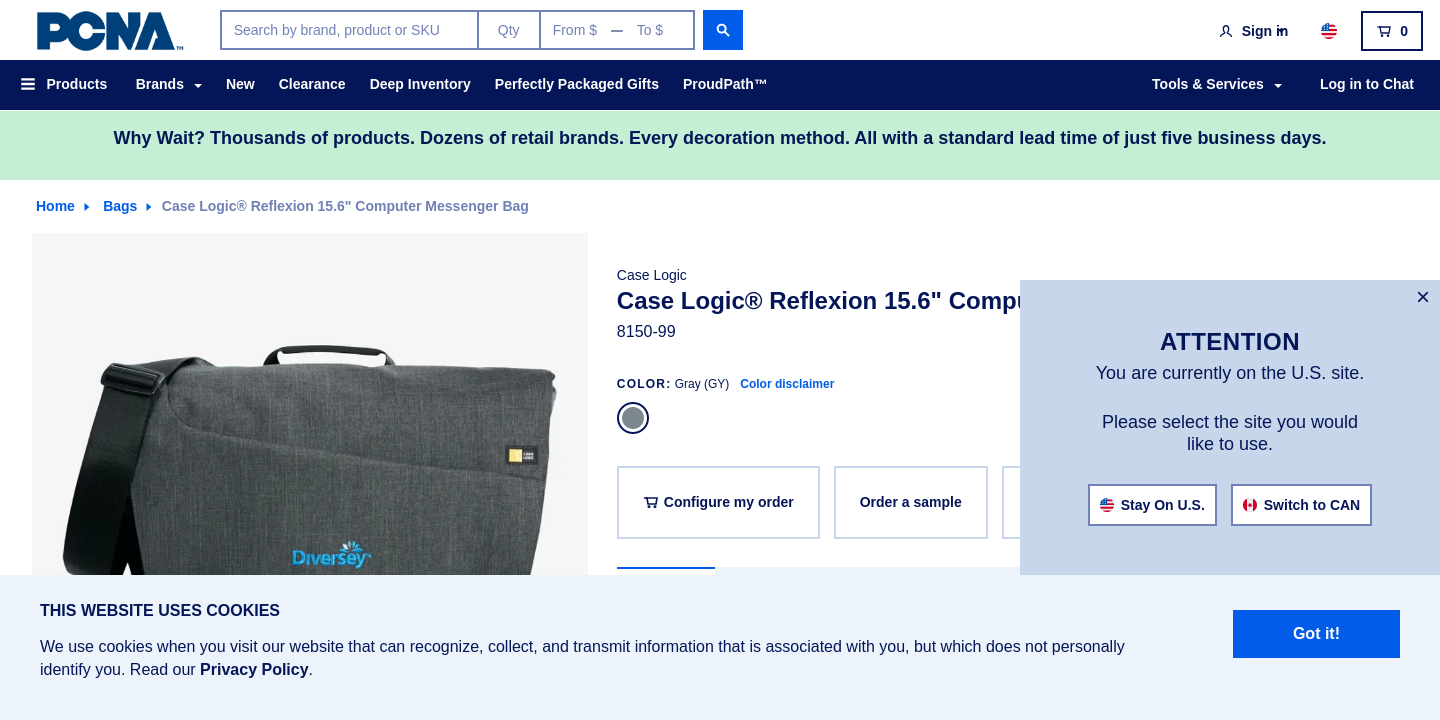 PCNA™
Search by brand, product or SKU
Qty
From $ — To $
Sign in
0
Products
Brands
New
Clearance
Deep Inventory
Perfectly Packaged Gifts
ProudPath™
Tools & Services
Log in to Chat
Why Wait? Thousands of products. Dozens of retail brands. Every decoration method. All with a standard lead time of just five business days.
Home
Bags
Case Logic® Reflexion 15.6" Computer Messenger Bag
Case Logic
Case Logic® Reflexion 15.6"
8150-99
COLOR: Gray (GY) Color disclaimer
Configure my order
Order a sample
Diversey™
ATTENTION
You are currently on the U.S. site.
Please select the site you would
like to use.
Stay On U.S.
Switch to CAN
THIS WEBSITE USES COOKIES
We use cookies when you visit our website that can recognize, collect, and transmit information that is associated with you, but which does not personally
identify you. Read our Privacy Policy.
Got it!